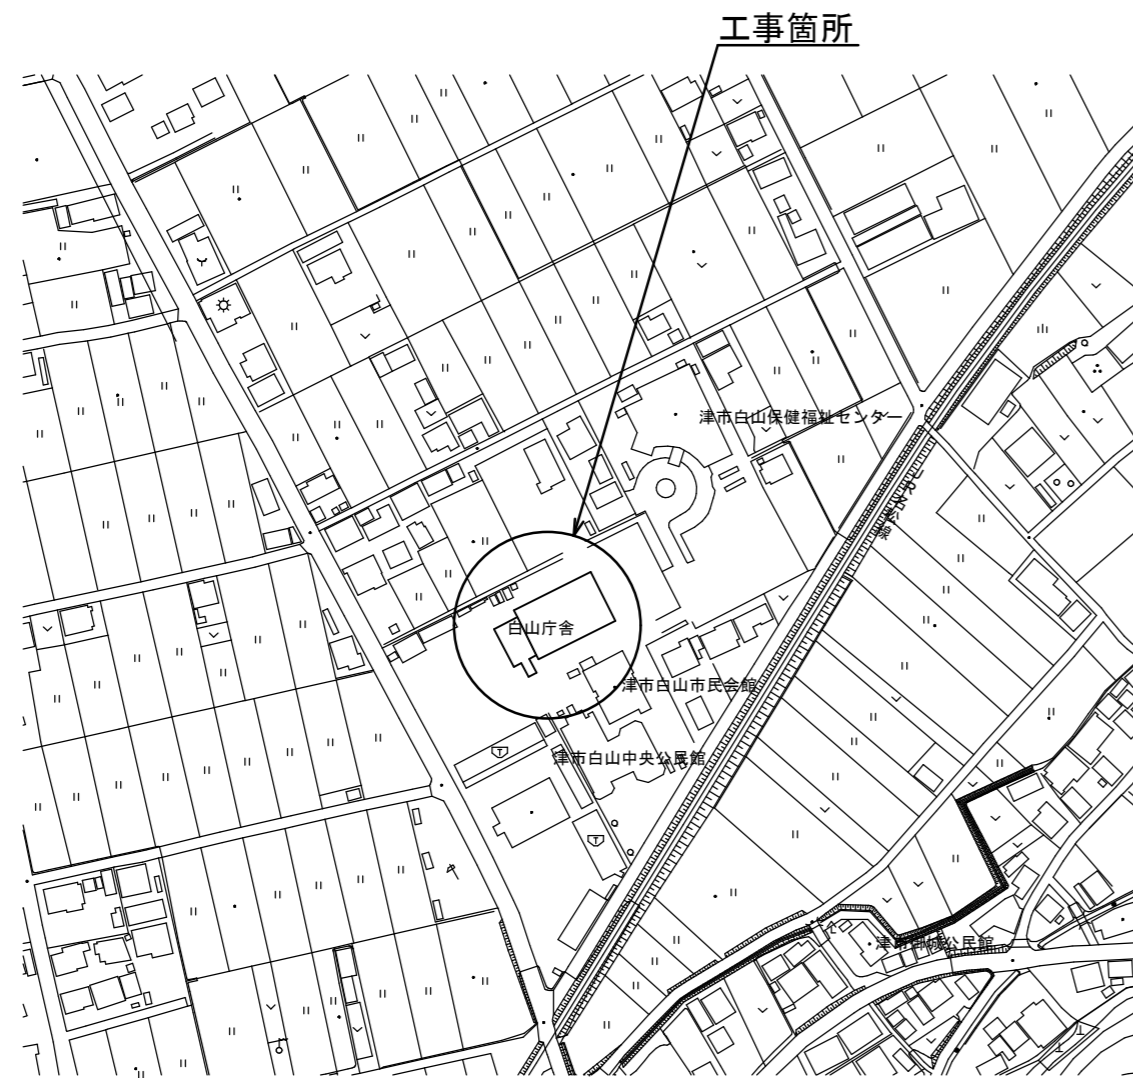 工事箇所
津市白山保健福祉センター
白山庁舎
津市白山市民会館
津市白山中央公民館